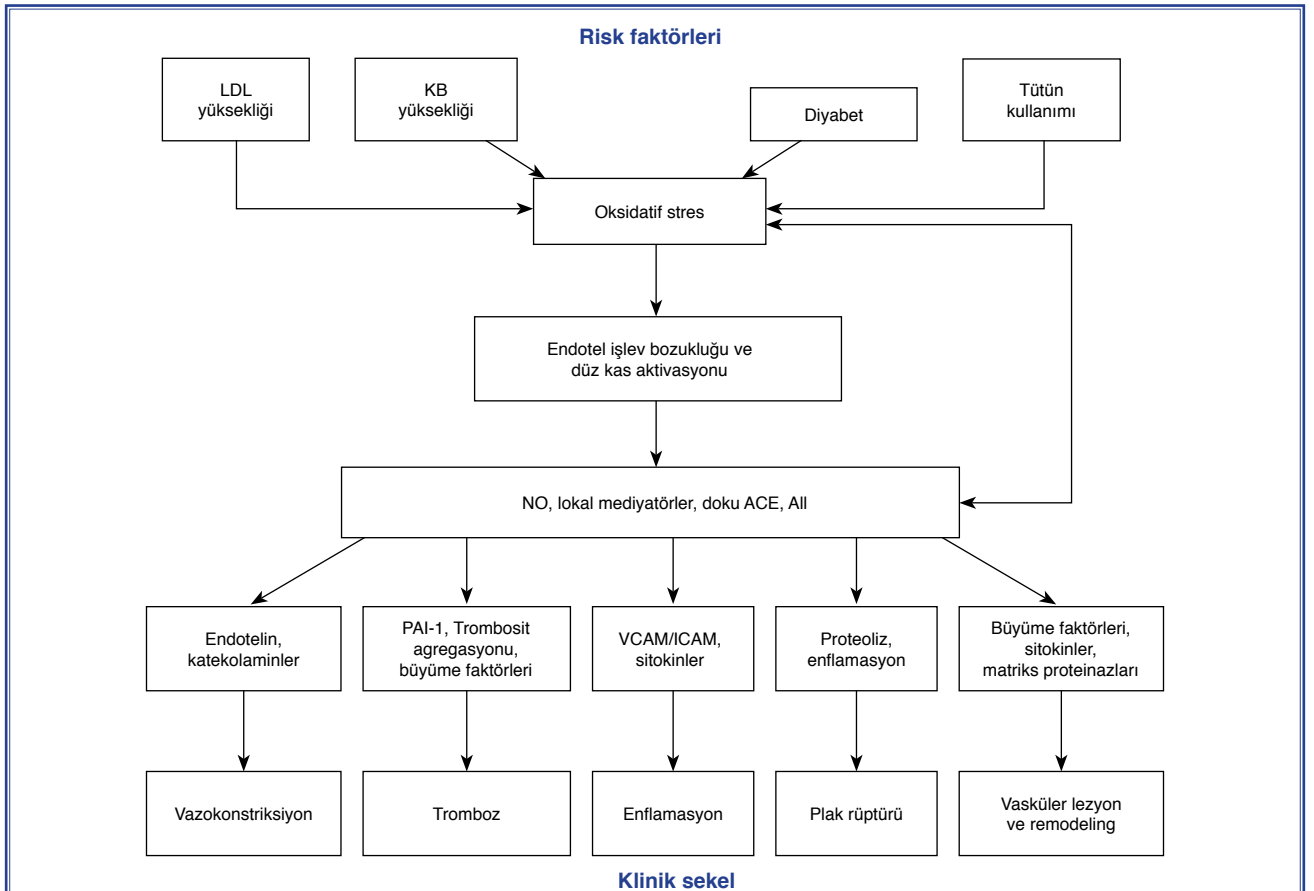 Risk faktörleri
LDL
yüksekliği
KB
yüksekliği
Diyabet
Tütün
kullanımı
Oksidatif stres
Endotel işlev bozukluğu ve
düz kas aktivasyonu
NO, lokal mediyatörler, doku ACE, All
Endotelin,
katekolaminler
PAI-1, Trombosit
agregasyonu,
büyüme faktörleri
VCAM/ICAM,
sitokinler
Proteoliz,
enflamasyon
Büyüme faktörleri,
sitokinler,
matriks proteinazları
Vazokonstriksiyon
Tromboz
Enflamasyon
Plak rüptürü
Vasküler lezyon
ve remodeling
Klinik sekel